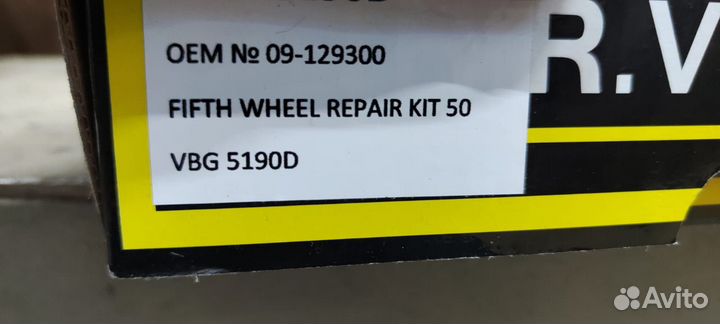 OEM № 09-129300
FIFTH WHEEL REPAIR KIT 50
VBG 5190D
R.V
Avito